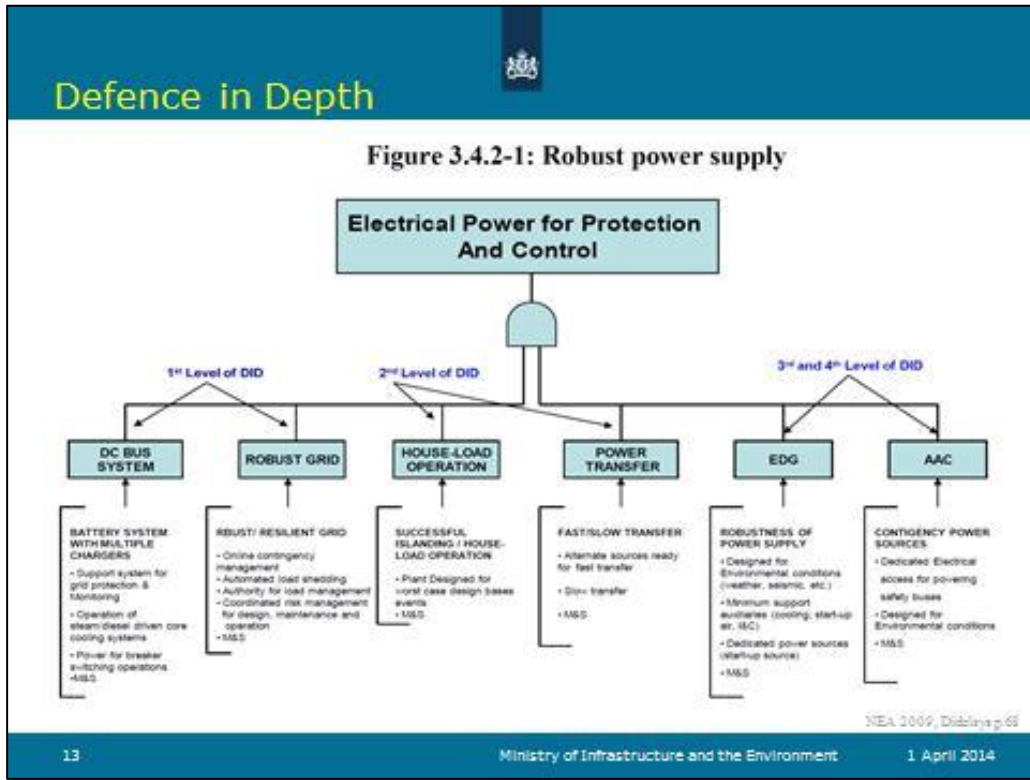 Defence in Depth
Figure 3.4.2-1: Robust power supply
Electrical Power for Protection
And Control
1st Level of DID
2nd Level of DID
3rd and 4th Level of DID
DC BUS
SYSTEM
ROBUST GRID
HOUSE-LOAD
OPERATION
POWER
TRANSFER
EDG
AAC
BATTERY SYSTEM
WITH MULTIPLE
CHARGERS
• Support system for
grid protection &
Monitoring
• Operation of
steam/diesel driven core
cooling systems
• Power for breaker
switching operations
•M&S
RBUST/ RESILIENT GRID
• Online contingency
management
• Automated load shedding
• Authority for load management
• Coordinated risk management
for design, maintenance and
operation
• M&S
SUCCESSFUL
ISLANDING / HOUSE-
LOAD OPERATION
• Plant Designed for
worst case design bases
events
• M&S
FAST/SLOW TRANSFER
• Alternate sources ready
for fast transfer
• Slow transfer
• M&S
ROBUSTNESS OF
POWER SUPPLY
• Designed for
Environmental conditions
(weather, seismic, etc.)
• Minimum support
auxiliaries (cooling, start-up
air, I&C)
• Dedicated power sources
(start-up source)
• M&S
CONTIGENCY POWER
SOURCES
• Dedicated Electrical
access for powering
safety buses
• Designed for
Environmental conditions
• M&S
NEA 2009, p.68
13
Ministry of Infrastructure and the Environment
1 April 2014